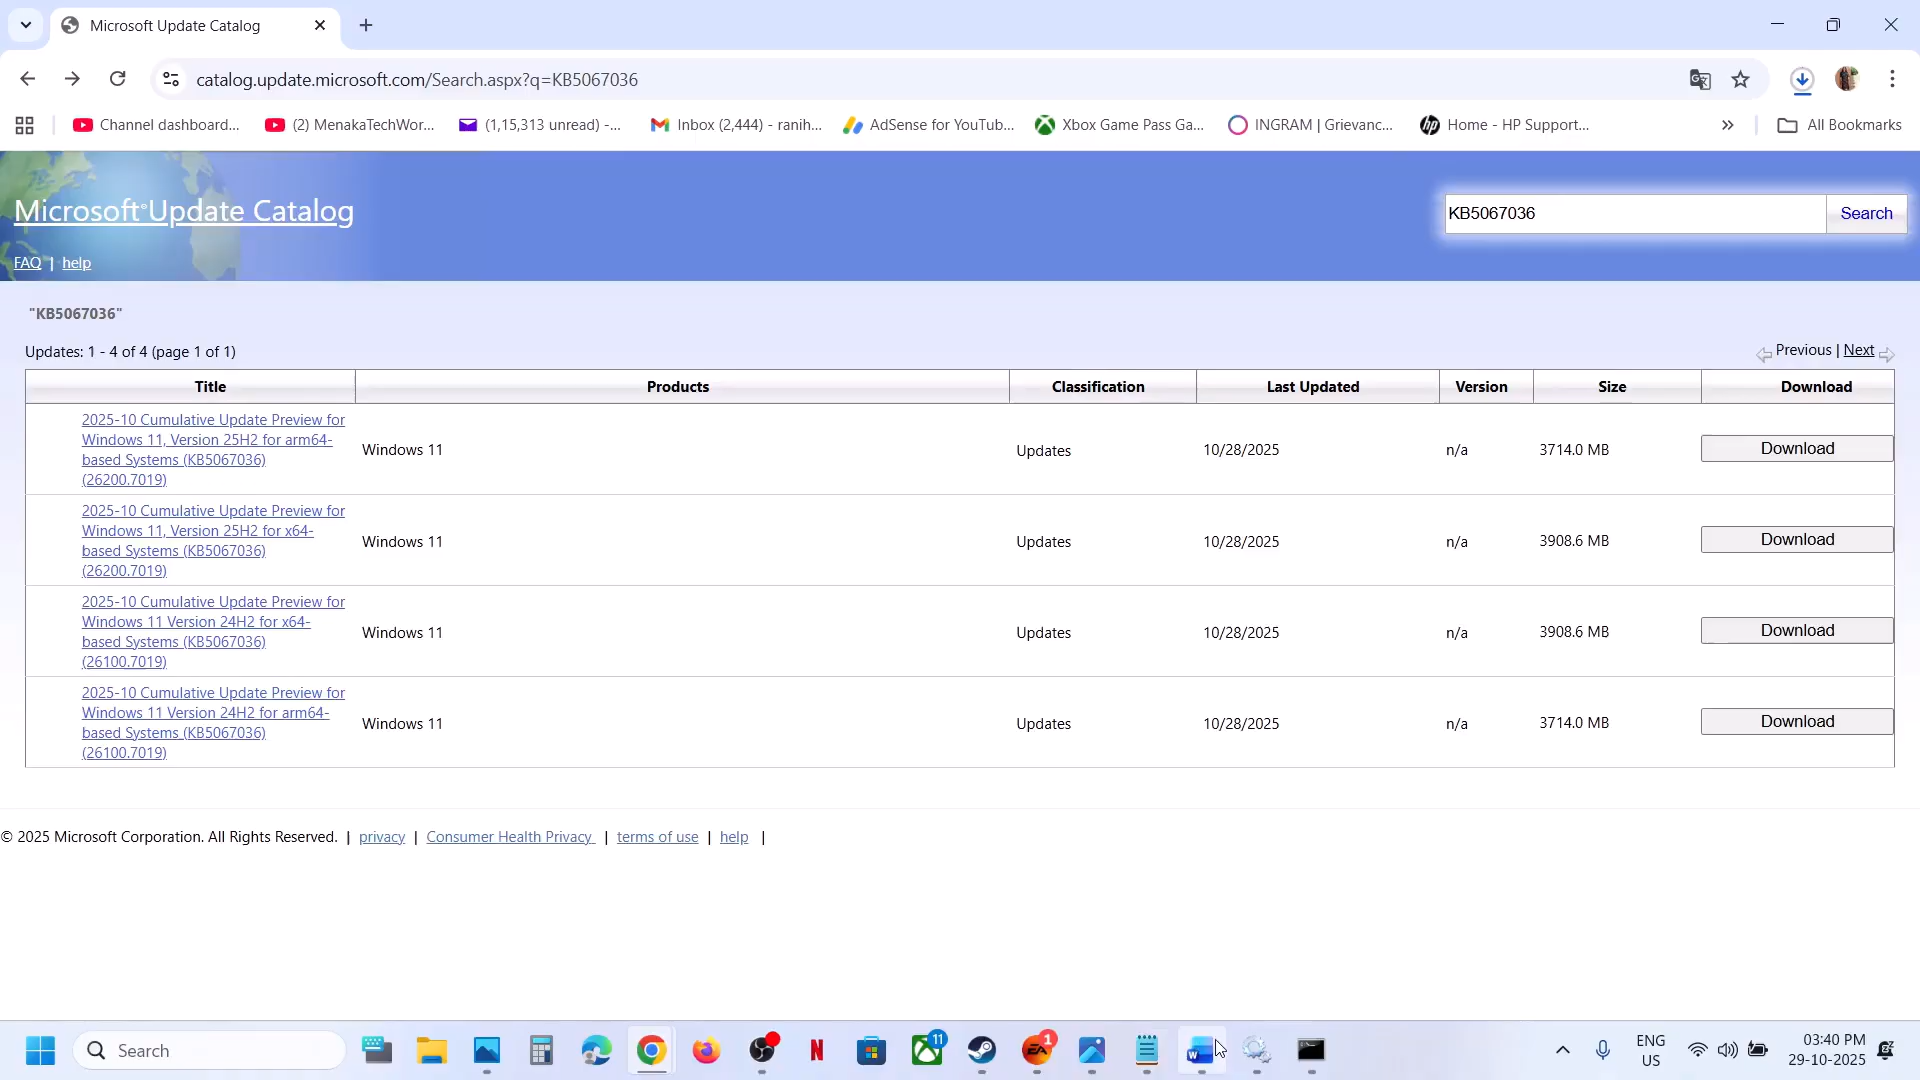 Microsoft Update Catalog
catalog.update.microsoft.com/Search.aspx?q=KB5067036
Channel dashboard... (2) MenakaTechWor... (1,15,313 unread) -... Inbox (2,444) - ranih... AdSense for YouTub... Xbox Game Pass Ga... INGRAM | Grievanc... hp Home - HP Support... » All Bookmarks
Microsoft® Update Catalog
KB5067036 Search
FAQ | help
"KB5067036"
Updates: 1 - 4 of 4 (page 1 of 1) Previous | Next
Title Products Classification Last Updated Version Size Download
2025-10 Cumulative Update Preview for
Windows 11, Version 25H2 for arm64-
based Systems (KB5067036)
(26200.7019)
Windows 11 Updates 10/28/2025 n/a 3714.0 MB Download
2025-10 Cumulative Update Preview for
Windows 11, Version 25H2 for x64-
based Systems (KB5067036)
(26200.7019)
Windows 11 Updates 10/28/2025 n/a 3908.6 MB Download
2025-10 Cumulative Update Preview for
Windows 11 Version 24H2 for x64-
based Systems (KB5067036)
(26100.7019)
Windows 11 Updates 10/28/2025 n/a 3908.6 MB Download
2025-10 Cumulative Update Preview for
Windows 11 Version 24H2 for arm64-
based Systems (KB5067036)
(26100.7019)
Windows 11 Updates 10/28/2025 n/a 3714.0 MB Download
© 2025 Microsoft Corporation. All Rights Reserved. | privacy | Consumer Health Privacy | terms of use | help |
Search N 11 EA 1 W ENG 03:40 PM
US 29-10-2025